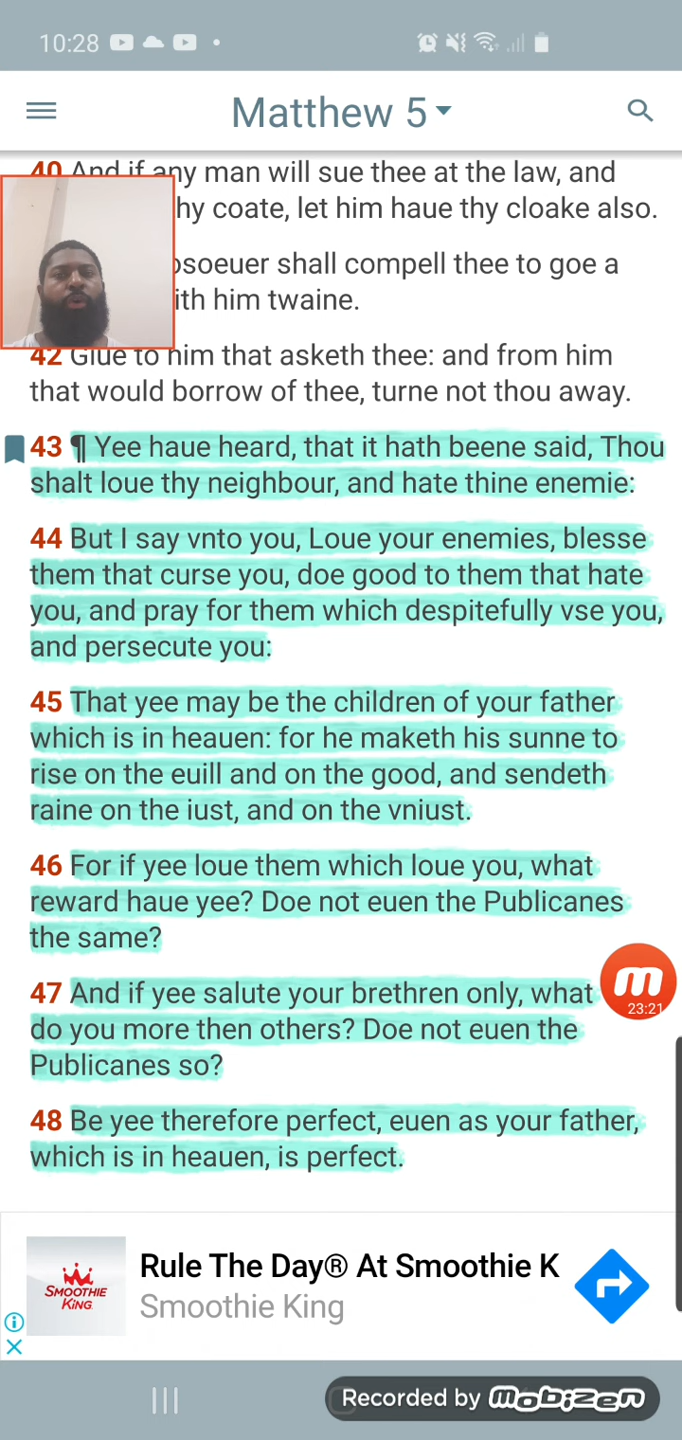 10:28
Matthew 5
40 And if any man will sue thee at the law, and
hy coate, let him haue thy cloake also.
osoeuer shall compell thee to goe a
ith him twaine.
42 Giue to him that asketh thee: and from him
that would borrow of thee, turne not thou away.
43 ¶ Yee haue heard, that it hath beene said, Thou
shalt loue thy neighbour, and hate thine enemie:
44 But I say vnto you, Loue your enemies, blesse
them that curse you, doe good to them that hate
you, and pray for them which despitefully vse you,
and persecute you:
45 That yee may be the children of your father
which is in heauen: for he maketh his sunne to
rise on the euill and on the good, and sendeth
raine on the iust, and on the vniust.
46 For if yee loue them which loue you, what
reward haue yee? Doe not euen the Publicanes
the same?
47 And if yee salute your brethren only, what
do you more then others? Doe not euen the
Publicanes so?
m
23:21
48 Be yee therefore perfect, euen as your father,
which is in heauen, is perfect.
SMOOTHIE
KING
Rule The Day® At Smoothie K
Smoothie King
Recorded by mobizen